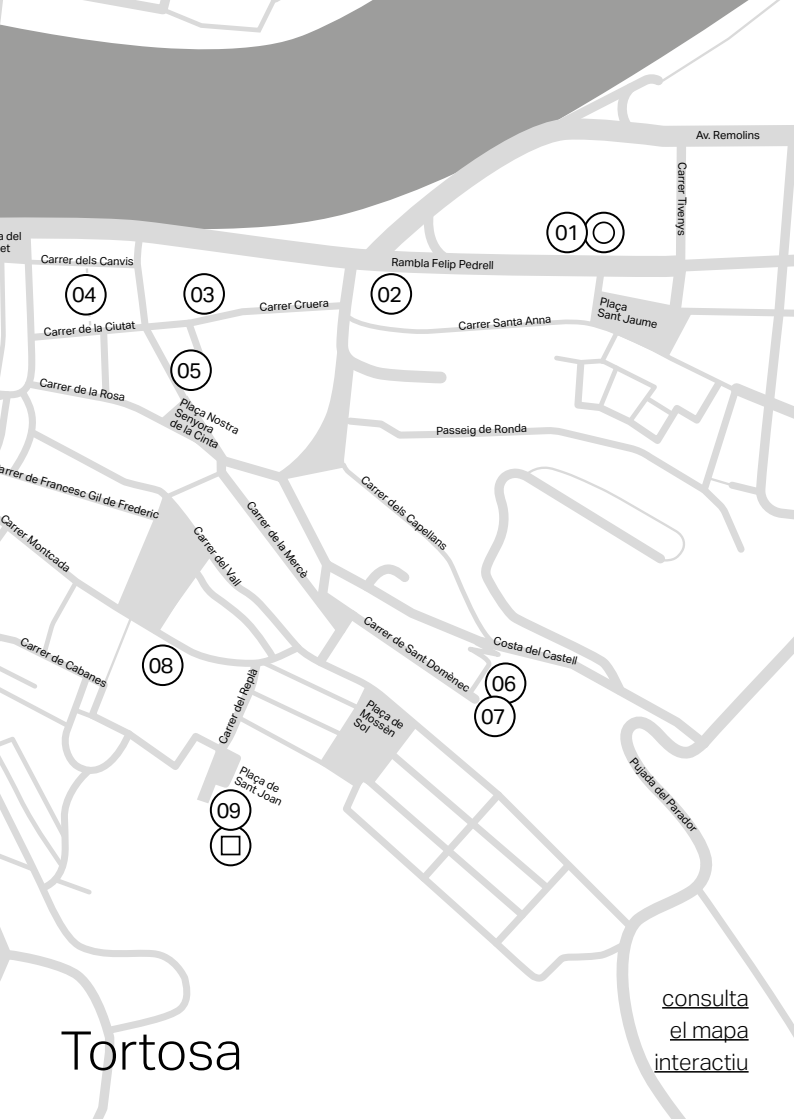 Av. Remolins
Carrer Tivenys
01
a del
et
Carrer dels Canvis
Rambla Felip Pedrell
04
03
02
Carrer Cruera
Plaça
Sant Jaume
Carrer de la Ciutat
Carrer Santa Anna
05
Carrer de la Rosa
Plaça Nostra
Senyora
de la Cinta
Passeig de Ronda
arrer de Francesc Gil de Frederic
Carrer dels Capellans
Carrer Montcada
Carrer del Vall
Carrer de la Mercè
Carrer de Sant Domènec
Costa del Castell
Carrer de Cabanes
08
06
07
Carrer del Replà
Plaça de
Mossèn
Sol
Plaça de
Sant Joan
Pujada del Parador
09
consulta
el mapa
interactiu
Tortosa